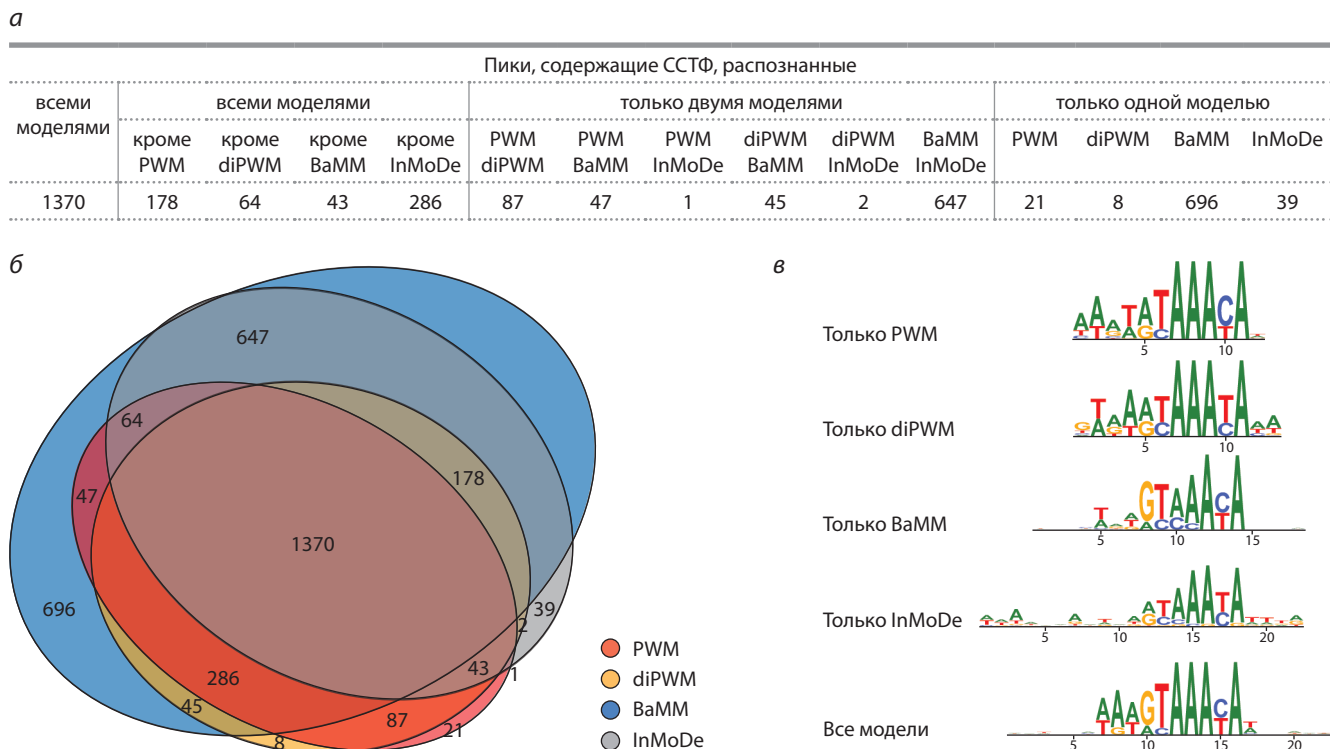 а
Пики, содержащие ССТФ, распознанные
всеми моделями
всеми моделями
только двумя моделями
только одной моделью
кроме PWM
кроме diPWM
кроме BaMM
кроме InMoDe
PWM diPWM
PWM BaMM
PWM InMoDe
diPWM BaMM
diPWM InMoDe
BaMM InMoDe
PWM
diPWM
BaMM
InMoDe
1370 178 64 43 286 87 47 1 45 2 647 21 8 696 39
б
647
64
47
178
1370
696
39
2
43
1
286
45
87
21
8
PWM
diPWM
BaMM
InMoDe
в
Только PWM
5 10
Только diPWM
5 10
Только BaMM
5 10 15
Только InMoDe
5 10 15 20
Все модели
5 10 15 20